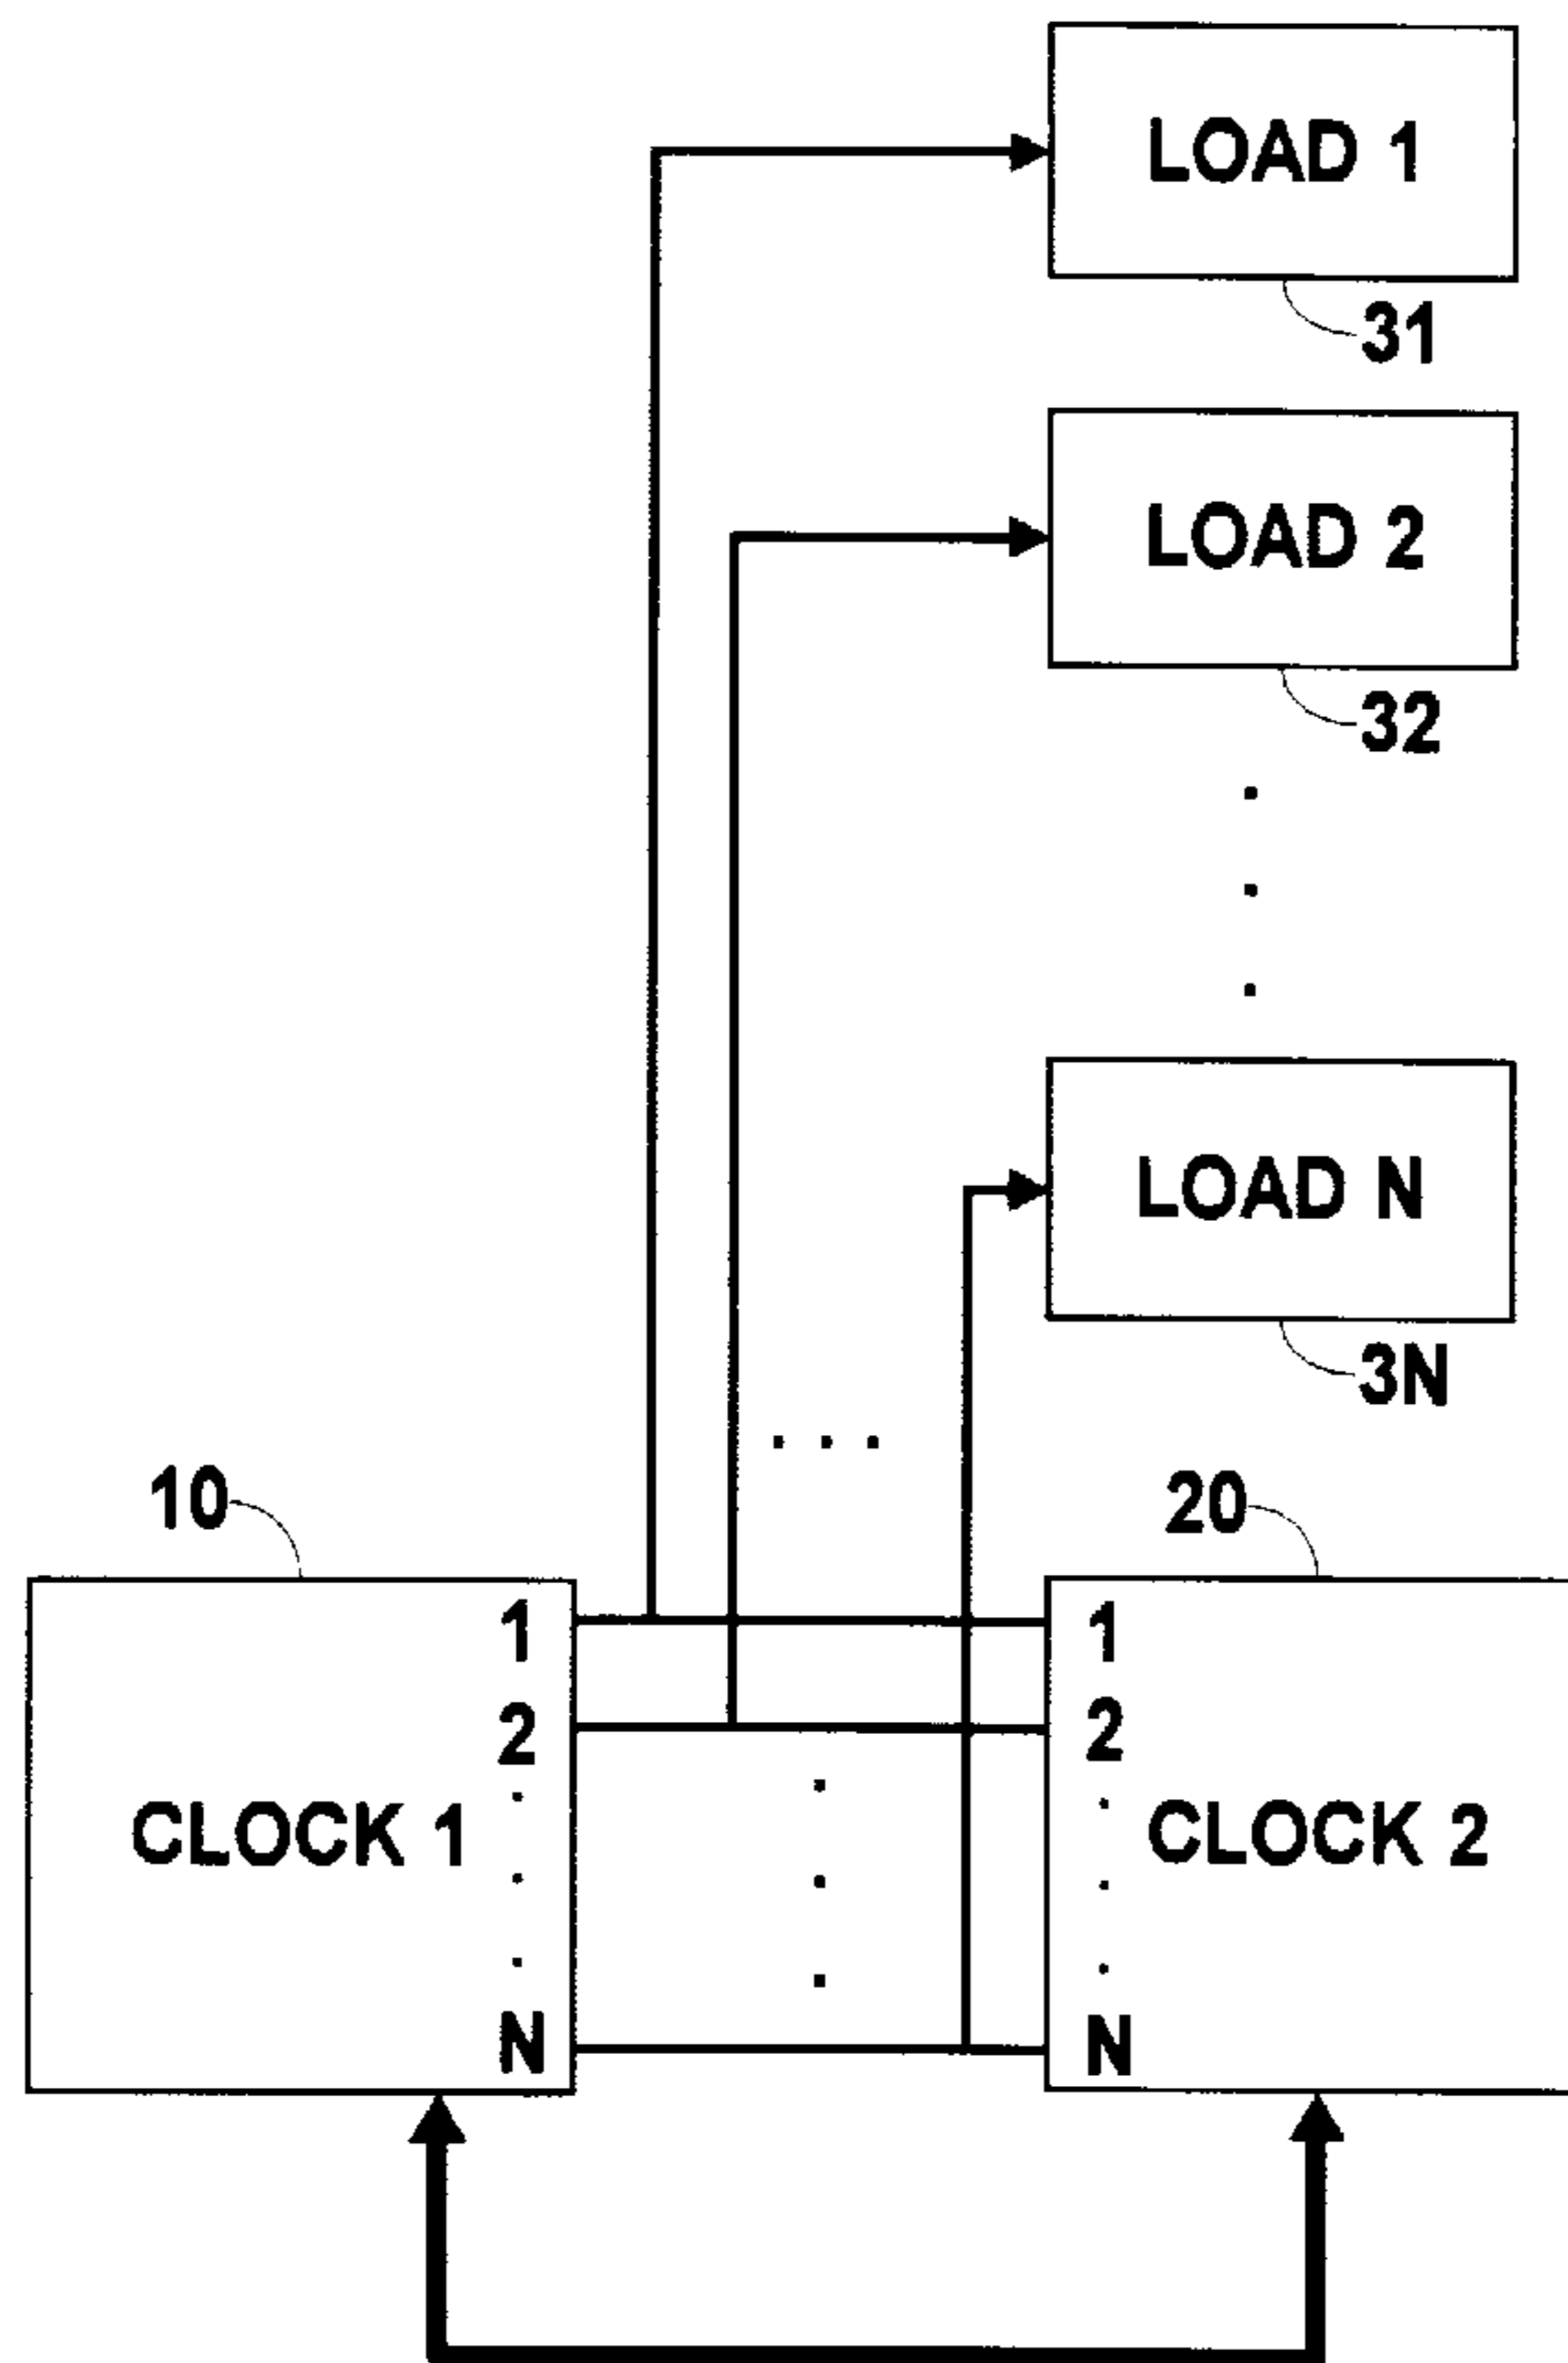 LOAD 1
31
LOAD 2
32
.
.
.
LOAD N
3N
. . .
10
20
1
2
.
.
.
N
CLOCK 1
.
.
.
1
2
.
.
.
N
CLOCK 2